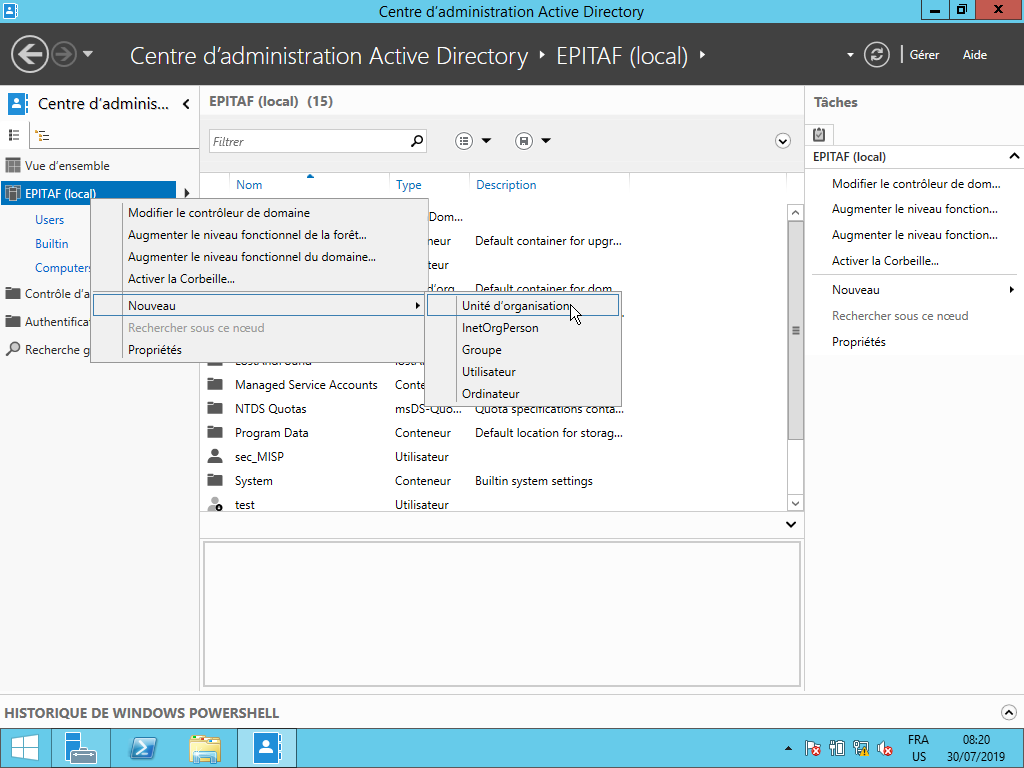 Centre d'administration Active Directory
Centre d'administration Active Directory
EPITAF (local)
Gérer
Aide
Centre d'adminis...
EPITAF (local) (15)
Tâches
Filtrer
EPITAF (local)
Vue d'ensemble
EPITAF (local)
Users
Builtin
Computers
Contrôle d'a
Authentifica
Recherche g
Nom
Type
Description
Dom...
neur
Default container for upgr...
teur
d'org
Default container for dom
Modifier le contrôleur de domaine
Augmenter le niveau fonctionnel de la forêt...
Augmenter le niveau fonctionnel du domaine...
Activer la Corbeille...
Nouveau
Rechercher sous ce nœud
Propriétés
Unité d'organisation
InetOrgPerson
Groupe
Utilisateur
Ordinateur
LostAndFound
lostAn
Managed Service Accounts
Conte
NTDS Quotas
msDS-Quo...
Quota specifications conta...
Program Data
Conteneur
Default location for storag...
sec_MISP
Utilisateur
System
Conteneur
Builtin system settings
test
Utilisateur
Modifier le contrôleur de dom...
Augmenter le niveau fonction...
Augmenter le niveau fonction...
Activer la Corbeille...
Nouveau
Rechercher sous ce nœud
Propriétés
HISTORIQUE DE WINDOWS POWERSHELL
FRA
US
08:20
30/07/2019